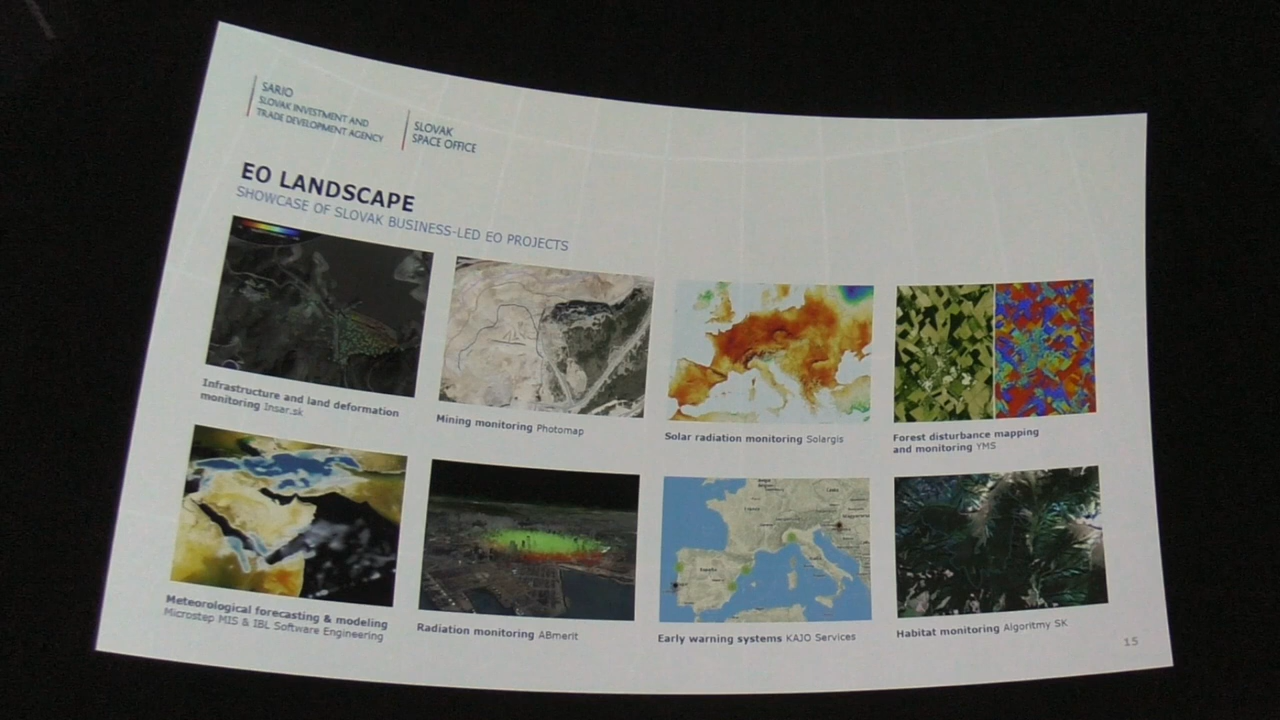 SARIO
SLOVAK INVESTMENT AND
TRADE DEVELOPMENT AGENCY
SLOVAK
SPACE OFFICE
EO LANDSCAPE
SHOWCASE OF SLOVAK BUSINESS-LED EO PROJECTS
Infrastructure and land deformation
monitoring Insar.sk
Mining monitoring Photomap
Solar radiation monitoring Solargis
Forest disturbance mapping
and monitoring YMS
Meteorological forecasting & modeling
Microstep MIS & IBL Software Engineering
Radiation monitoring ABmerit
España
Early warning systems KAJO Services
Habitat monitoring Algoritmy SK
15